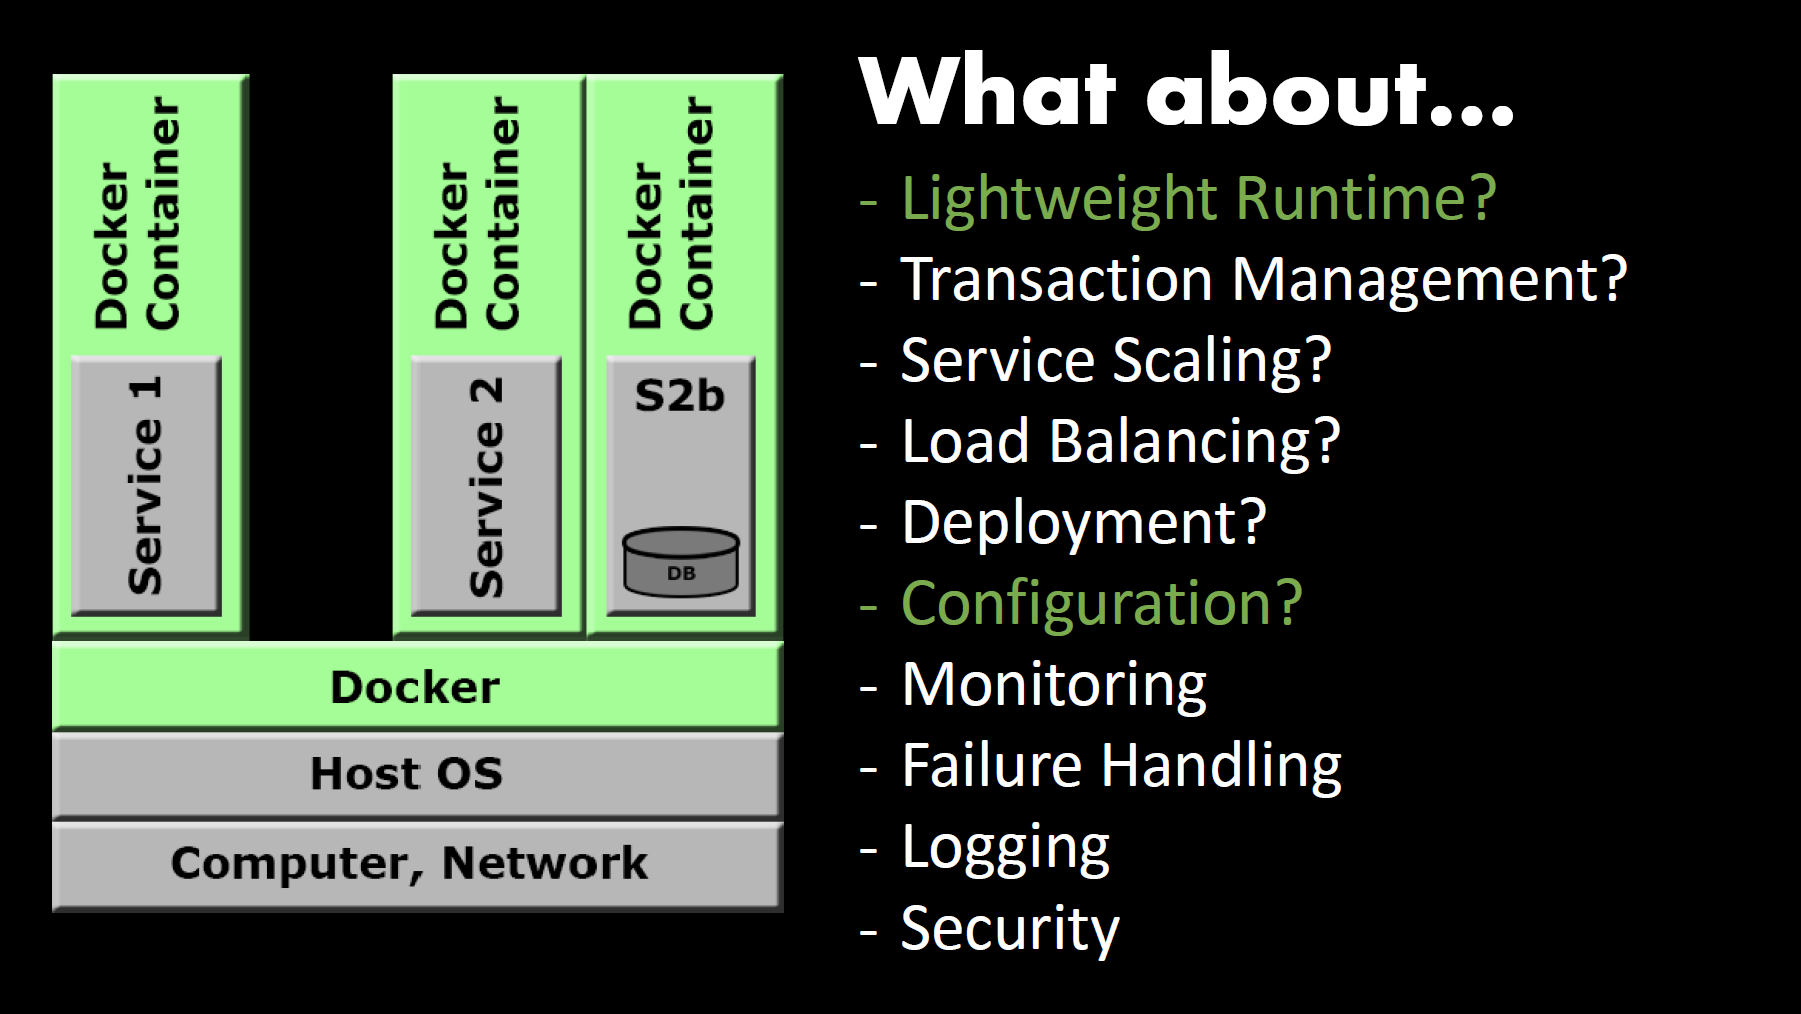 Docker
Container
Service 1
Docker
Container
Service 2
Docker
Container
S2b
DB
Docker
Host OS
Computer, Network
What about...
- Lightweight Runtime?
- Transaction Management?
- Service Scaling?
- Load Balancing?
- Deployment?
- Configuration?
- Monitoring
- Failure Handling
- Logging
- Security